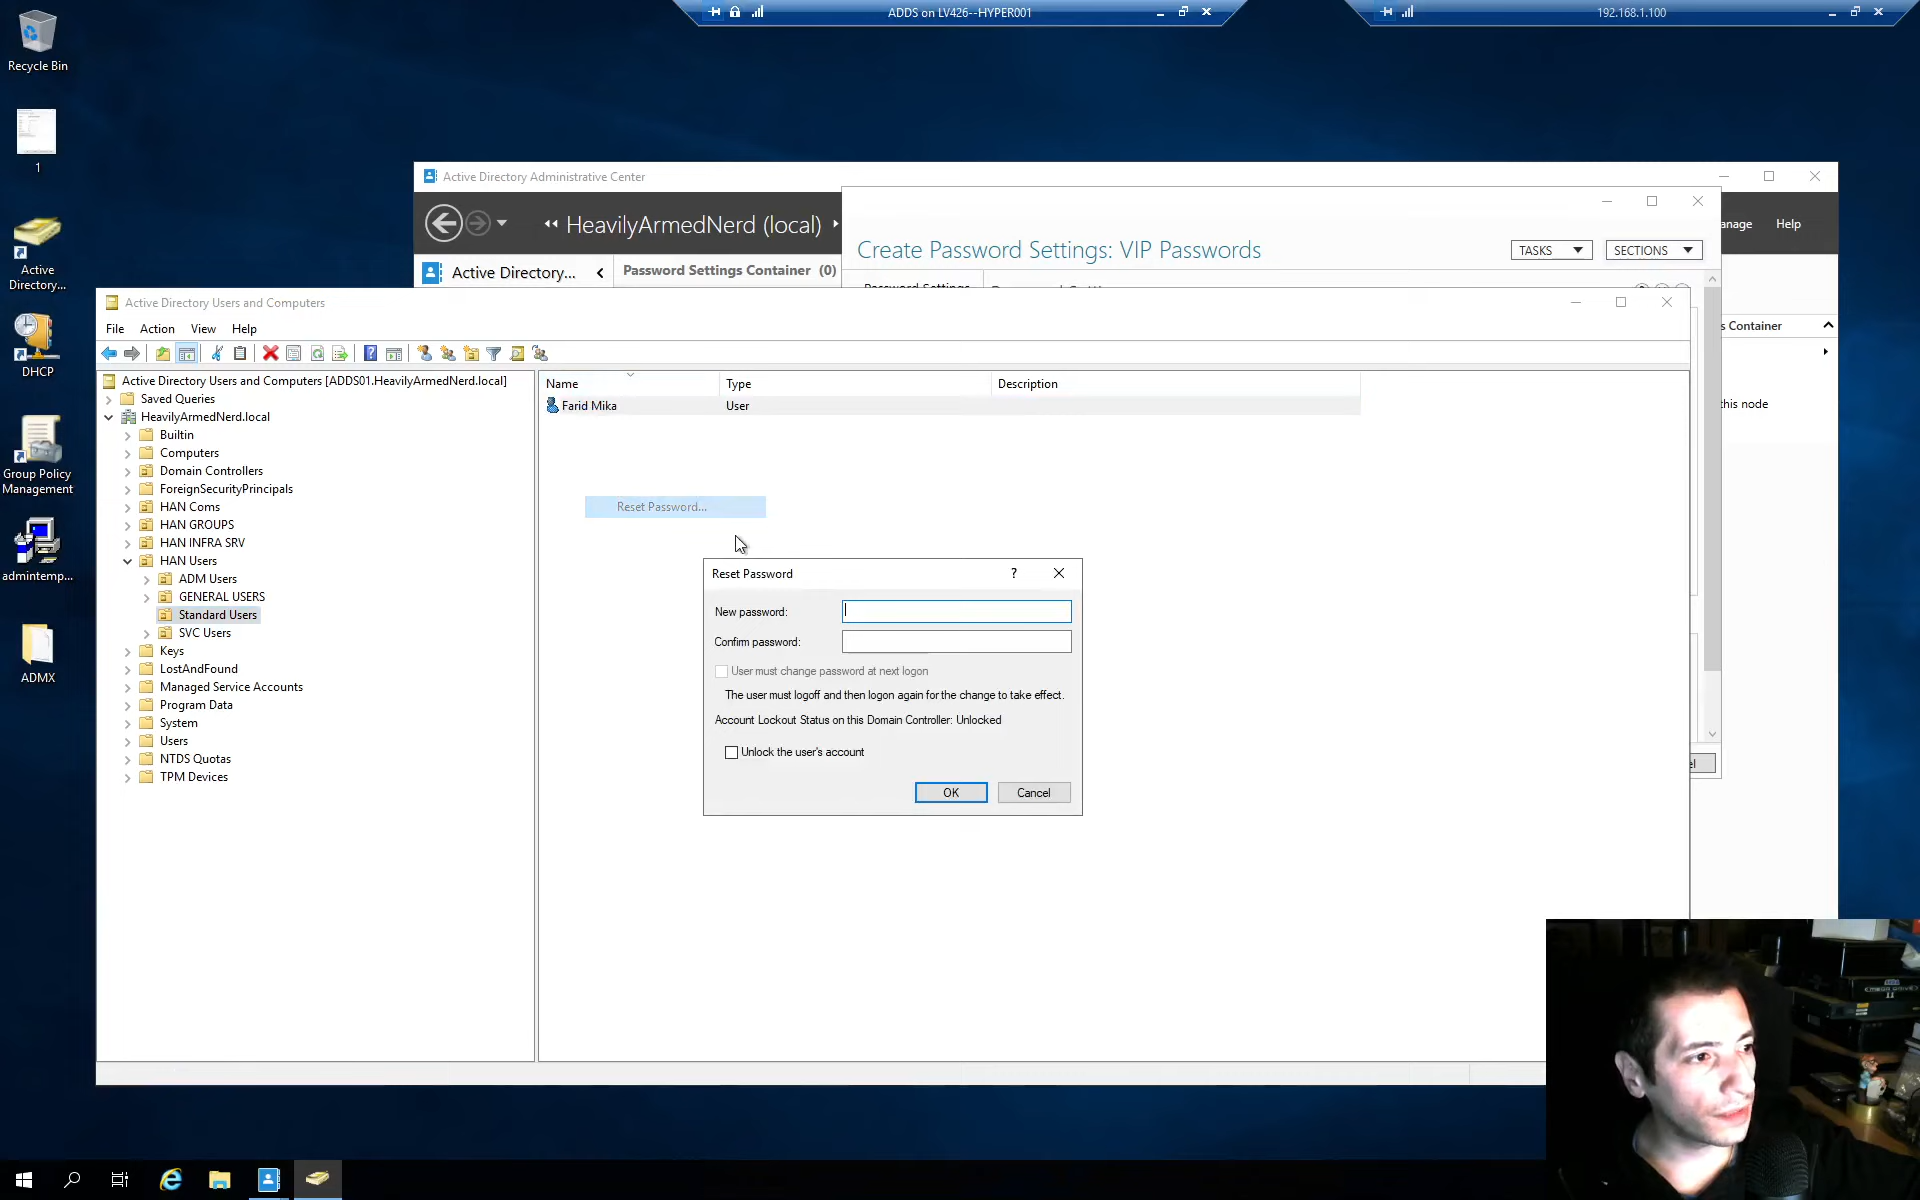 ADDS on LV426--HYPER001
192.168.1.100
Recycle Bin
1
Active
Directory...
DHCP
Group Policy
Management
admintemp...
ADMX
Active Directory Administrative Center
HeavilyArmedNerd (local)
anage
Help
Active Directory...
Password Settings Container (0)
Create Password Settings: VIP Passwords
TASKS
SECTIONS
s Container
this node
Active Directory Users and Computers
File Action View Help
Active Directory Users and Computers [ADDS01.HeavilyArmedNerd.local]
Saved Queries
HeavilyArmedNerd.local
Builtin
Computers
Domain Controllers
ForeignSecurityPrincipals
HAN Coms
HAN GROUPS
HAN INFRA SRV
HAN Users
ADM Users
GENERAL USERS
Standard Users
SVC Users
Keys
LostAndFound
Managed Service Accounts
Program Data
System
Users
NTDS Quotas
TPM Devices
Name Type Description
Farid Mika User
Reset Password...
Reset Password
New password:
Confirm password:
User must change password at next logon
The user must logoff and then logon again for the change to take effect.
Account Lockout Status on this Domain Controller: Unlocked
Unlock the user's account
OK Cancel
el